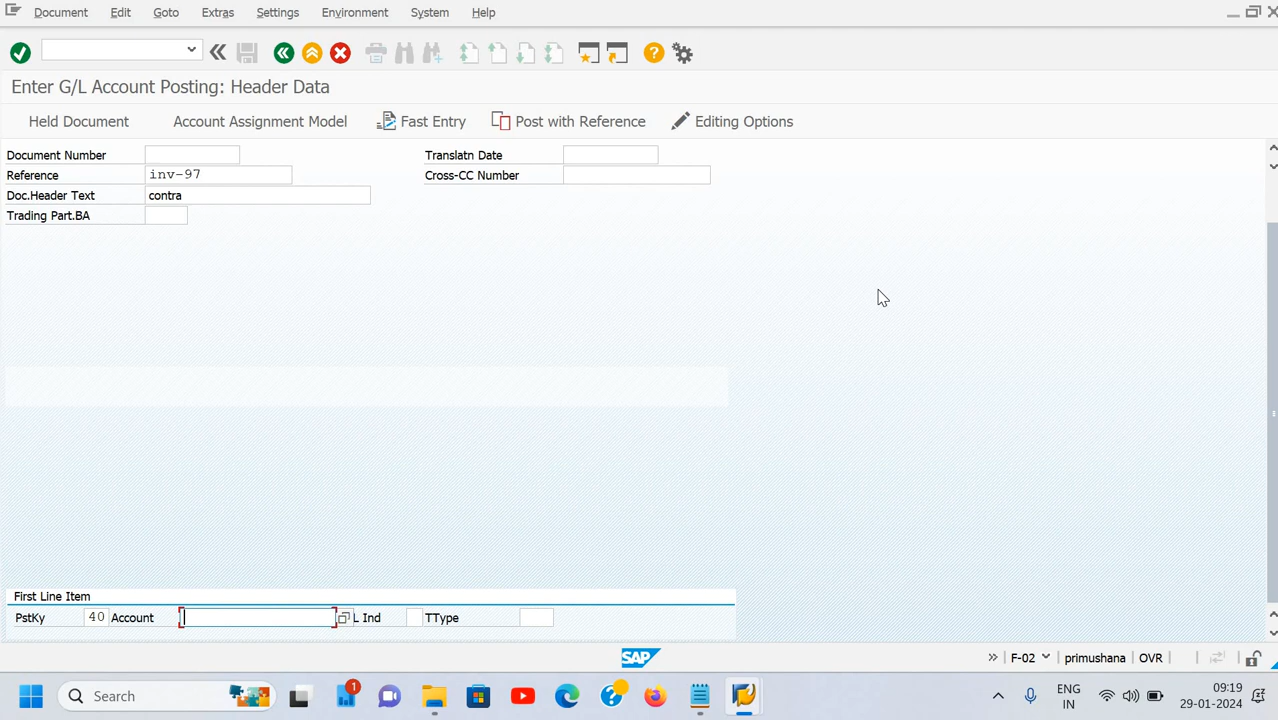 Document Edit Goto Extras Settings Environment System Help
Enter G/L Account Posting: Header Data
Held Document Account Assignment Model Fast Entry Post with Reference Editing Options
Document Number Translatn Date
Reference inv-97 Cross-CC Number
Doc.Header Text contra
Trading Part.BA
First Line Item
PstKy 40 Account L Ind TType
SAP F-02 primushana OVR
Search 1 ENG IN 09:19 29-01-2024